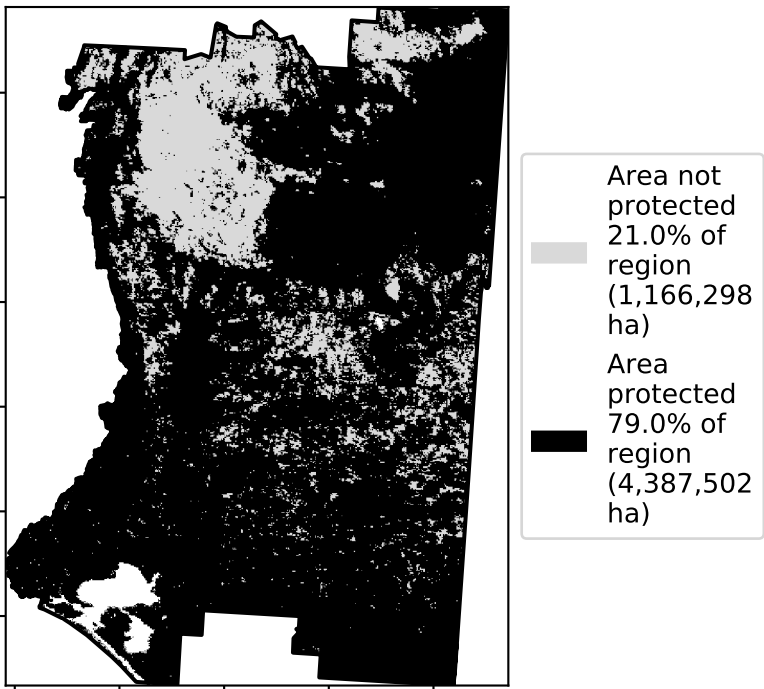 Area not
protected
21.0% of
region
(1,166,298
ha)
Area
protected
79.0% of
region
(4,387,502
ha)